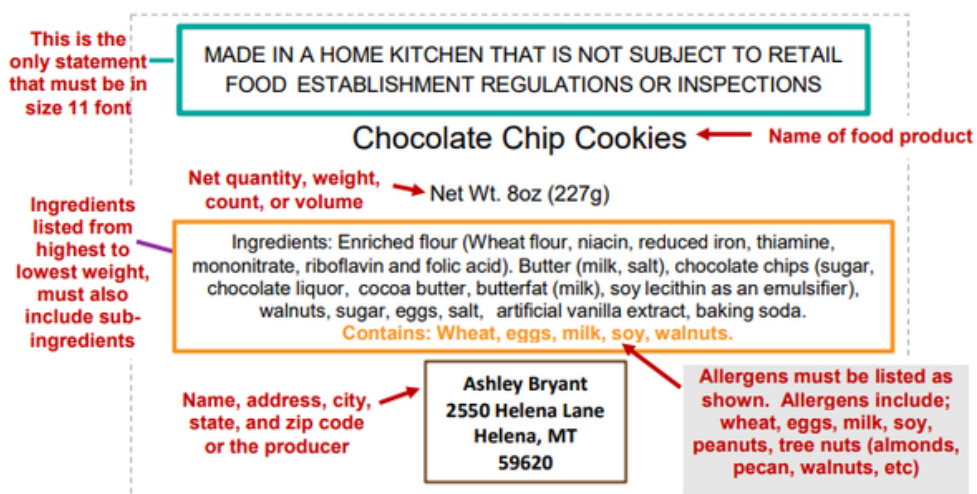 This is the
only statement
that must be in
size 11 font
MADE IN A HOME KITCHEN THAT IS NOT SUBJECT TO RETAIL
FOOD ESTABLISHMENT REGULATIONS OR INSPECTIONS
Chocolate Chip Cookies
Name of food product
Net quantity, weight,
count, or volume
Net Wt. 8oz (227g)
Ingredients
listed from
highest to
lowest weight,
must also
include sub-
ingredients
Ingredients: Enriched flour (Wheat flour, niacin, reduced iron, thiamine,
mononitrate, riboflavin and folic acid). Butter (milk, salt), chocolate chips (sugar,
chocolate liquor, cocoa butter, butterfat (milk), soy lecithin as an emulsifier),
walnuts, sugar, eggs, salt, artificial vanilla extract, baking soda.
Contains: Wheat, eggs, milk, soy, walnuts.
Name, address, city,
state, and zip code
or the producer
Ashley Bryant
2550 Helena Lane
Helena, MT
59620
Allergens must be listed as
shown. Allergens include;
wheat, eggs, milk, soy,
peanuts, tree nuts (almonds,
pecan, walnuts, etc)